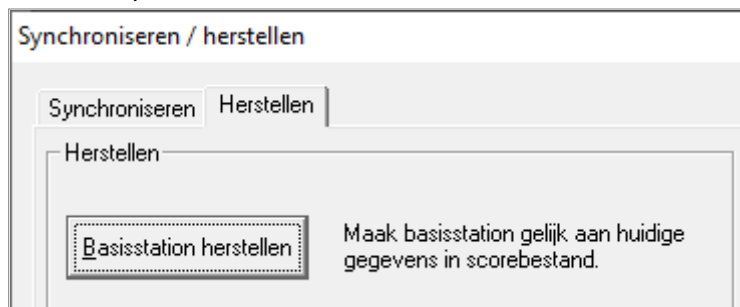 Synchroniseren / herstellen
Synchroniseren Herstellen
Herstellen
Basisstation herstellen
Maak basisstation gelijk aan huidige
gegevens in scorebestand.